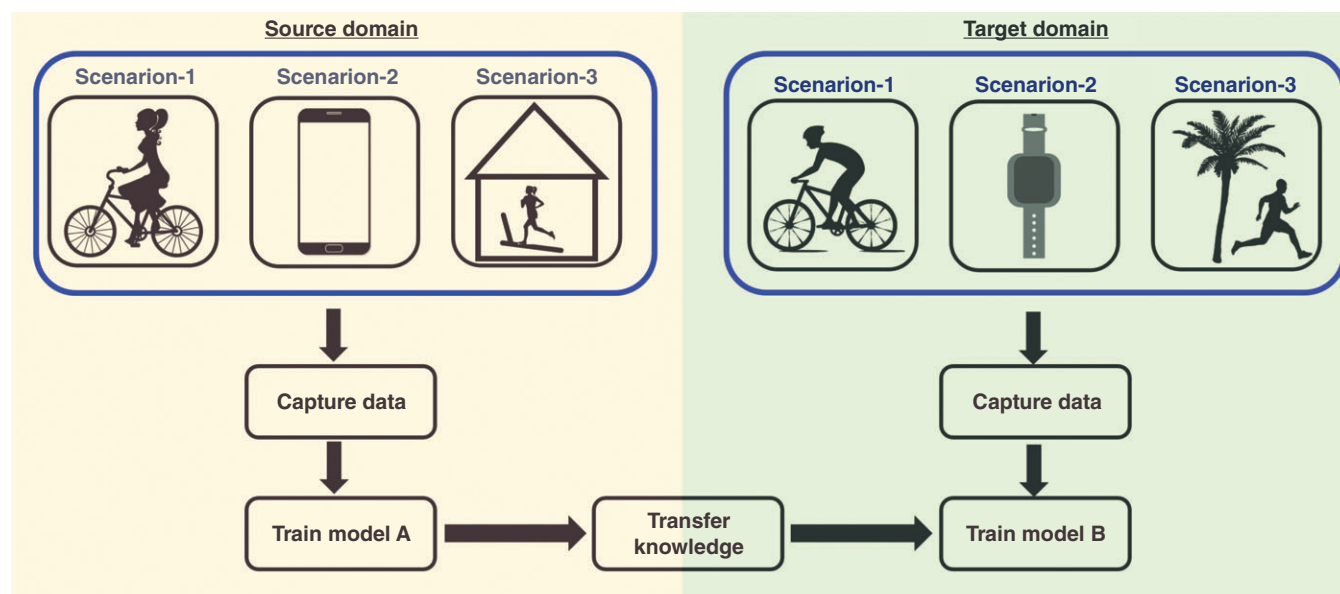 Source domain
Scenarion-1
Scenarion-2
Scenarion-3
Capture data
Train model A
Transfer
knowledge
Target domain
Scenarion-1
Scenarion-2
Scenarion-3
Capture data
Train model B